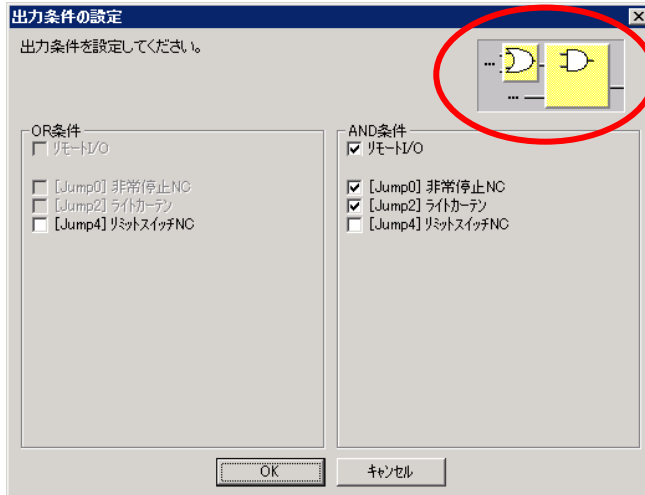 出力条件の設定
出力条件を設定してください。
OR条件
リモートI/O
[Jump0] 非常停止NC
[Jump2] ライトカーテン
[Jump4] リミットスイッチNC
AND条件
リモートI/O
[Jump0] 非常停止NC
[Jump2] ライトカーテン
[Jump4] リミットスイッチNC
OK
キャンセル